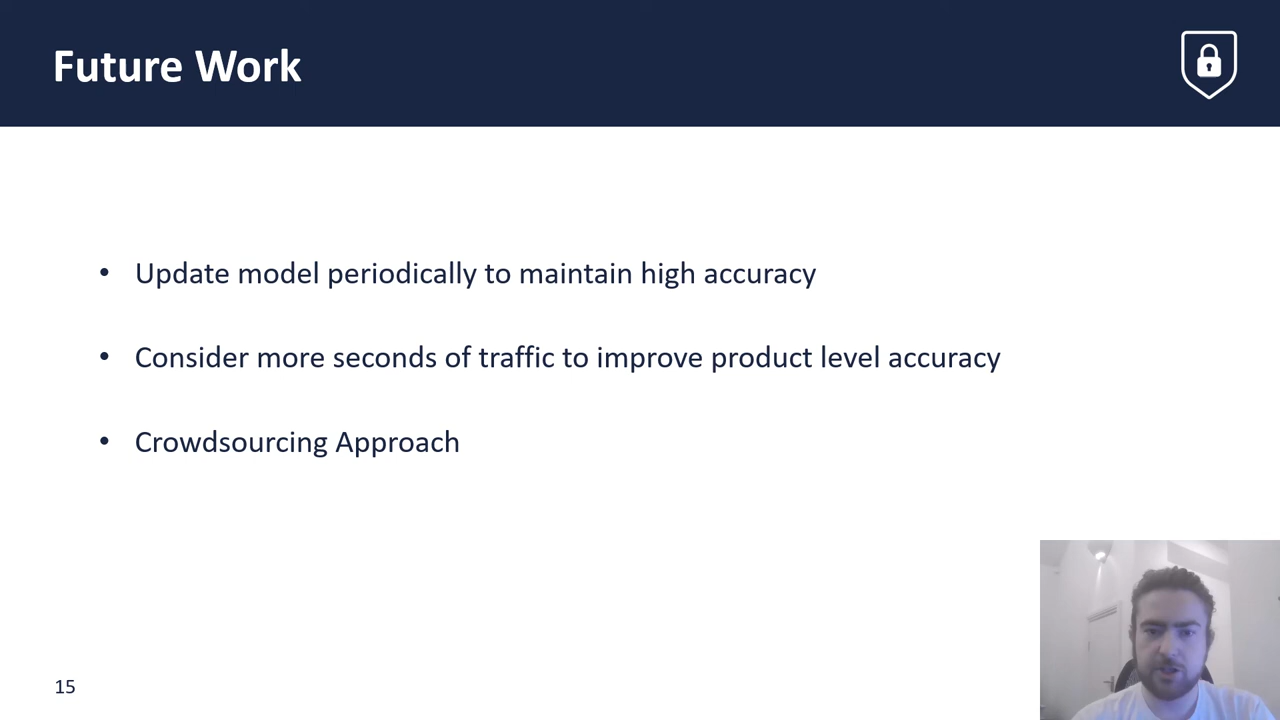 Future Work
• Update model periodically to maintain high accuracy
• Consider more seconds of traffic to improve product level accuracy
• Crowdsourcing Approach
15